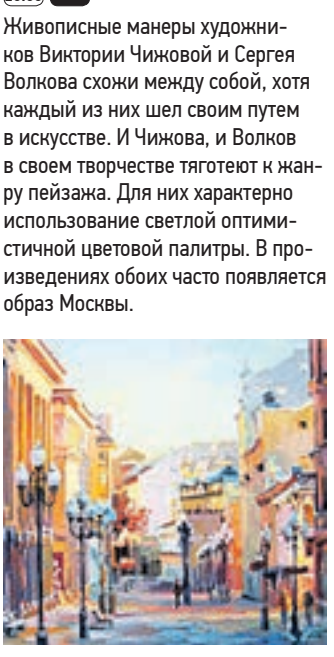 Живописные манеры художни-
ков Виктории Чижовой и Сергея
Волкова схожи между собой, хотя
каждый из них шел своим путем
в искусстве. И Чижова, и Волков
в своем творчестве тяготеют к жан-
ру пейзажа. Для них характерно
использование светлой оптими-
стичной цветовой палитры. В про-
изведениях обоих часто появляется
образ Москвы.